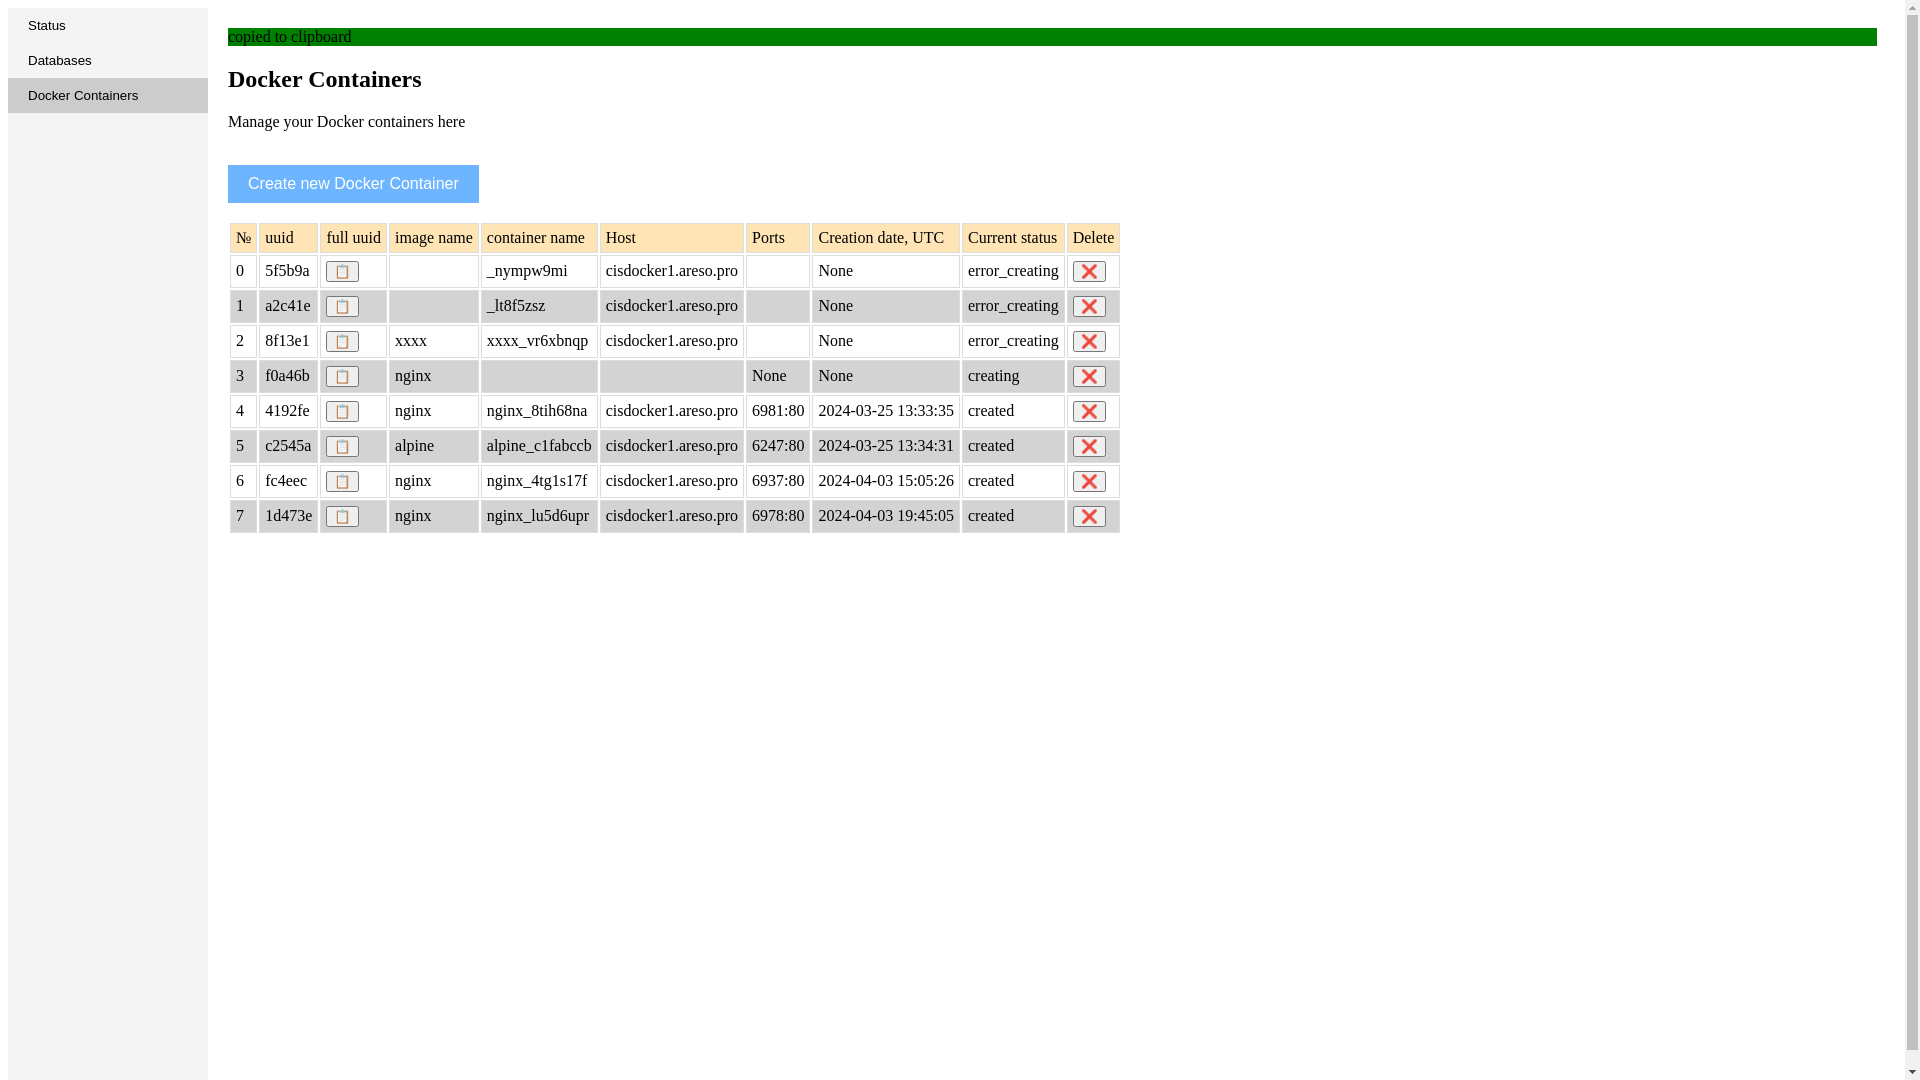 Status
Databases
Docker Containers
copied to clipboard
Docker Containers
Manage your Docker containers here
Create new Docker Container
№ uuid full uuid image name container name Host Ports Creation date, UTC Current status Delete
0 5f5b9a 📋 _nympw9mi cisdocker1.areso.pro None error_creating ❌
1 a2c41e 📋 _lt8f5zsz cisdocker1.areso.pro None error_creating ❌
2 8f13e1 📋 xxxx xxxx_vr6xbnqp cisdocker1.areso.pro None error_creating ❌
3 f0a46b 📋 nginx None None creating ❌
4 4192fe 📋 nginx nginx_8tih68na cisdocker1.areso.pro 6981:80 2024-03-25 13:33:35 created ❌
5 c2545a 📋 alpine alpine_c1fabccb cisdocker1.areso.pro 6247:80 2024-03-25 13:34:31 created ❌
6 fc4eec 📋 nginx nginx_4tg1s17f cisdocker1.areso.pro 6937:80 2024-04-03 15:05:26 created ❌
7 1d473e 📋 nginx nginx_lu5d6upr cisdocker1.areso.pro 6978:80 2024-04-03 19:45:05 created ❌